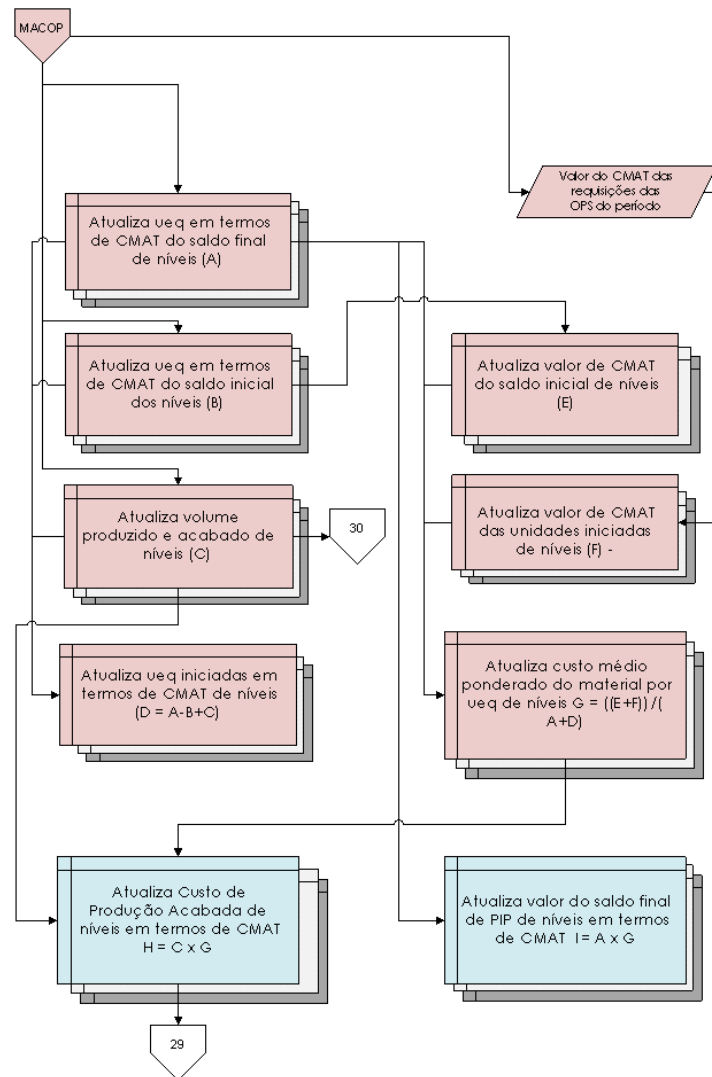 MACOP
Valor do CMAT das
requisições das
OPS do período
Atualiza ueq em termos
de CMAT do saldo final
de níveis (A)
Atualiza ueq em termos
de CMAT do saldo inicial
dos níveis (B)
Atualiza valor de CMAT
do saldo inicial de níveis
(E)
Atualiza volume
produzido e acabado de
níveis (C)
30
Atualiza valor de CMAT
das unidades iniciadas
de níveis (F) -
Atualiza ueq iniciadas em
termos de CMAT de níveis
(D = A-B+C)
Atualiza custo médio
ponderado do material por
ueq de níveis G = ((E+F)) /(
A+D)
Atualiza Custo de
Produção Acabada de
níveis em termos de CMAT
H = C x G
Atualiza valor do saldo final
de PIP de níveis em termos
de CMAT I = A x G
29